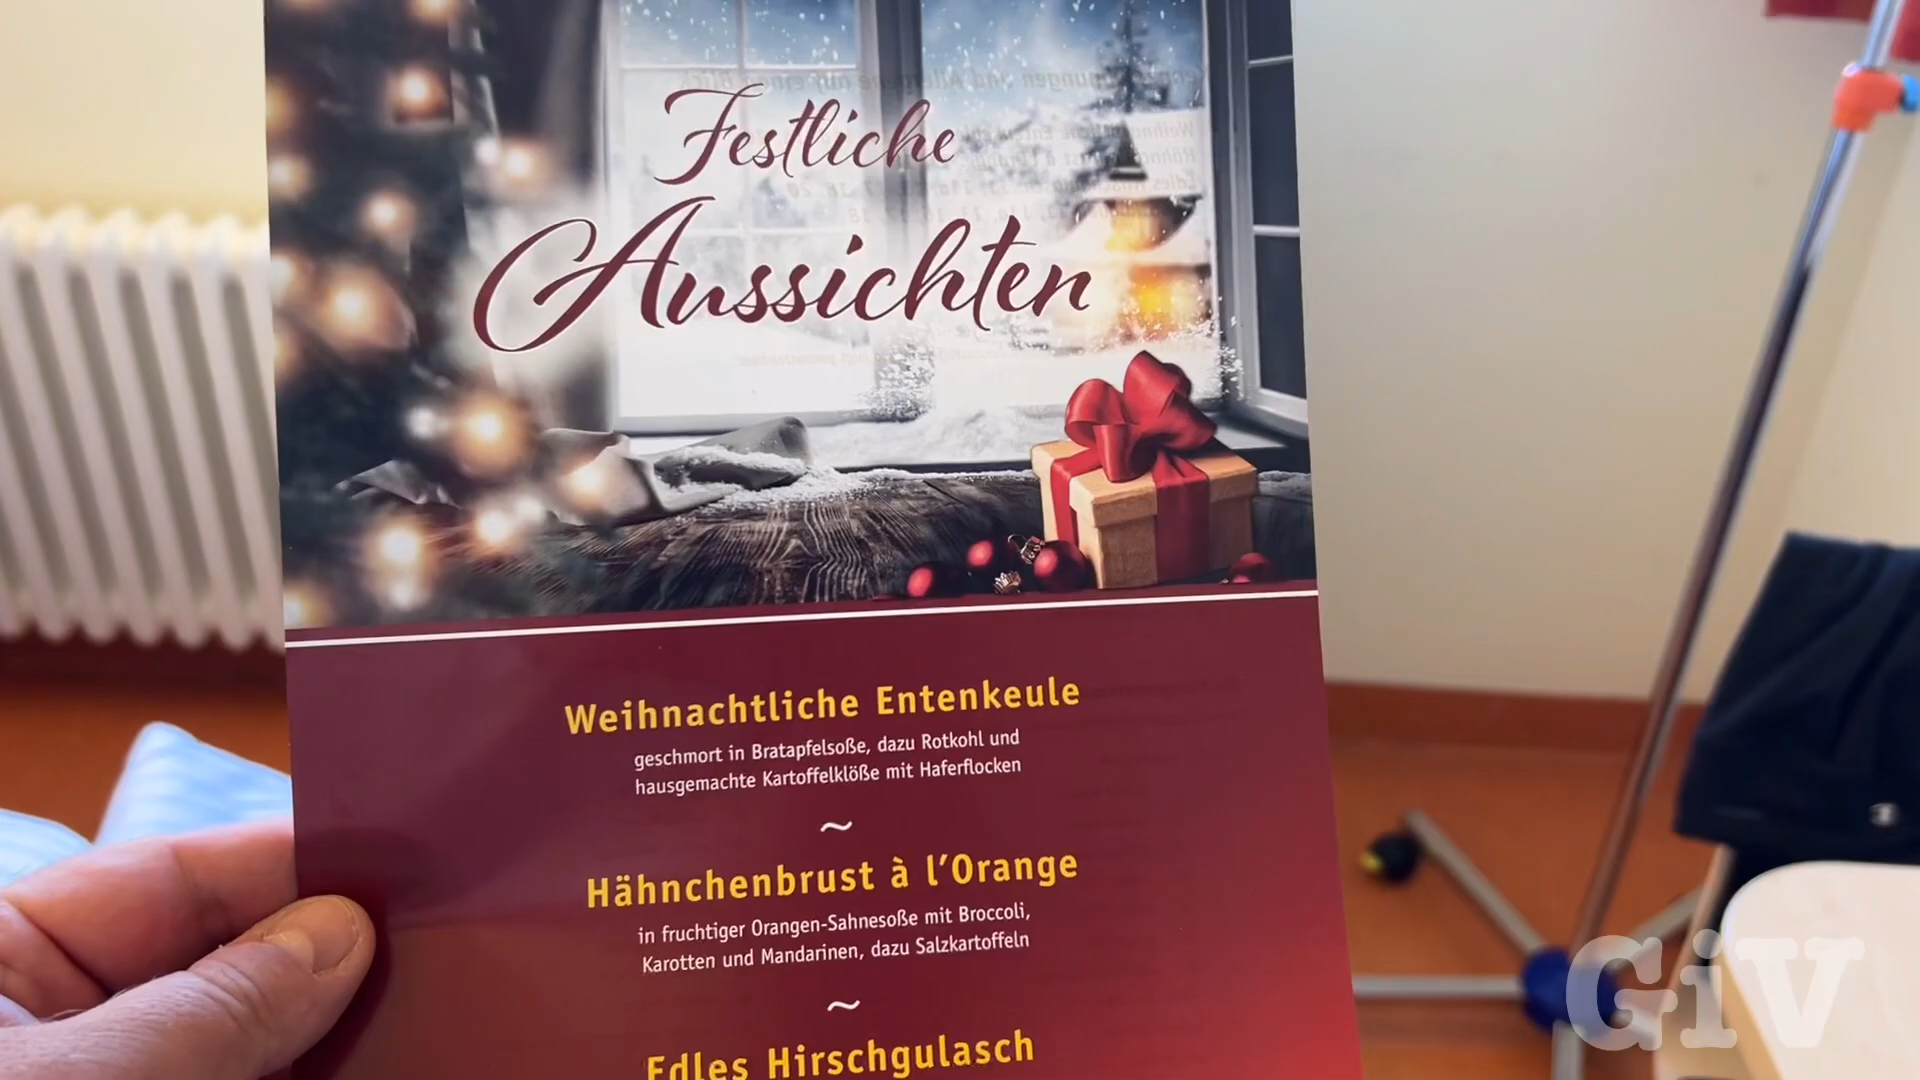 Festliche
Aussichten
Weihnachtliche Entenkeule
geschmort in Bratapfelsoße, dazu Rotkohl und
hausgemachte Kartoffelklöße mit Haferflocken
~
Hähnchenbrust à l’Orange
in fruchtiger Orangen-Sahnesoße mit Broccoli,
Karotten und Mandarinen, dazu Salzkartoffeln
~
Edles Hirschgulasch
GiV